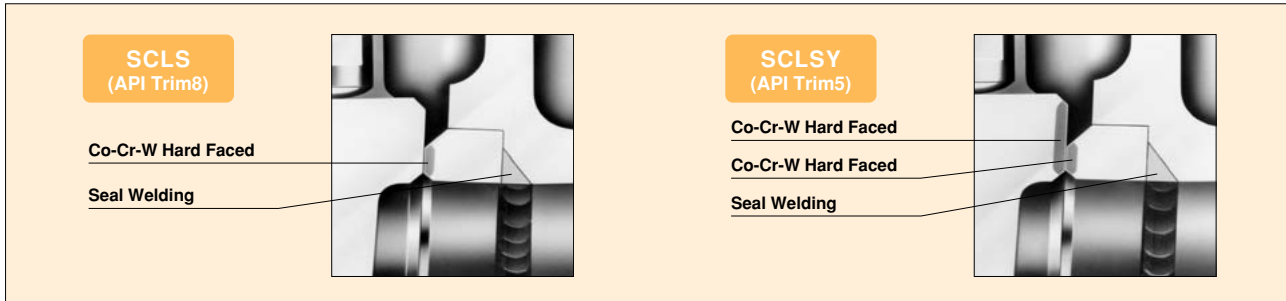 SCLS
(API Trim8)
Co-Cr-W Hard Faced
Seal Welding
SCLSY
(API Trim5)
Co-Cr-W Hard Faced
Co-Cr-W Hard Faced
Seal Welding